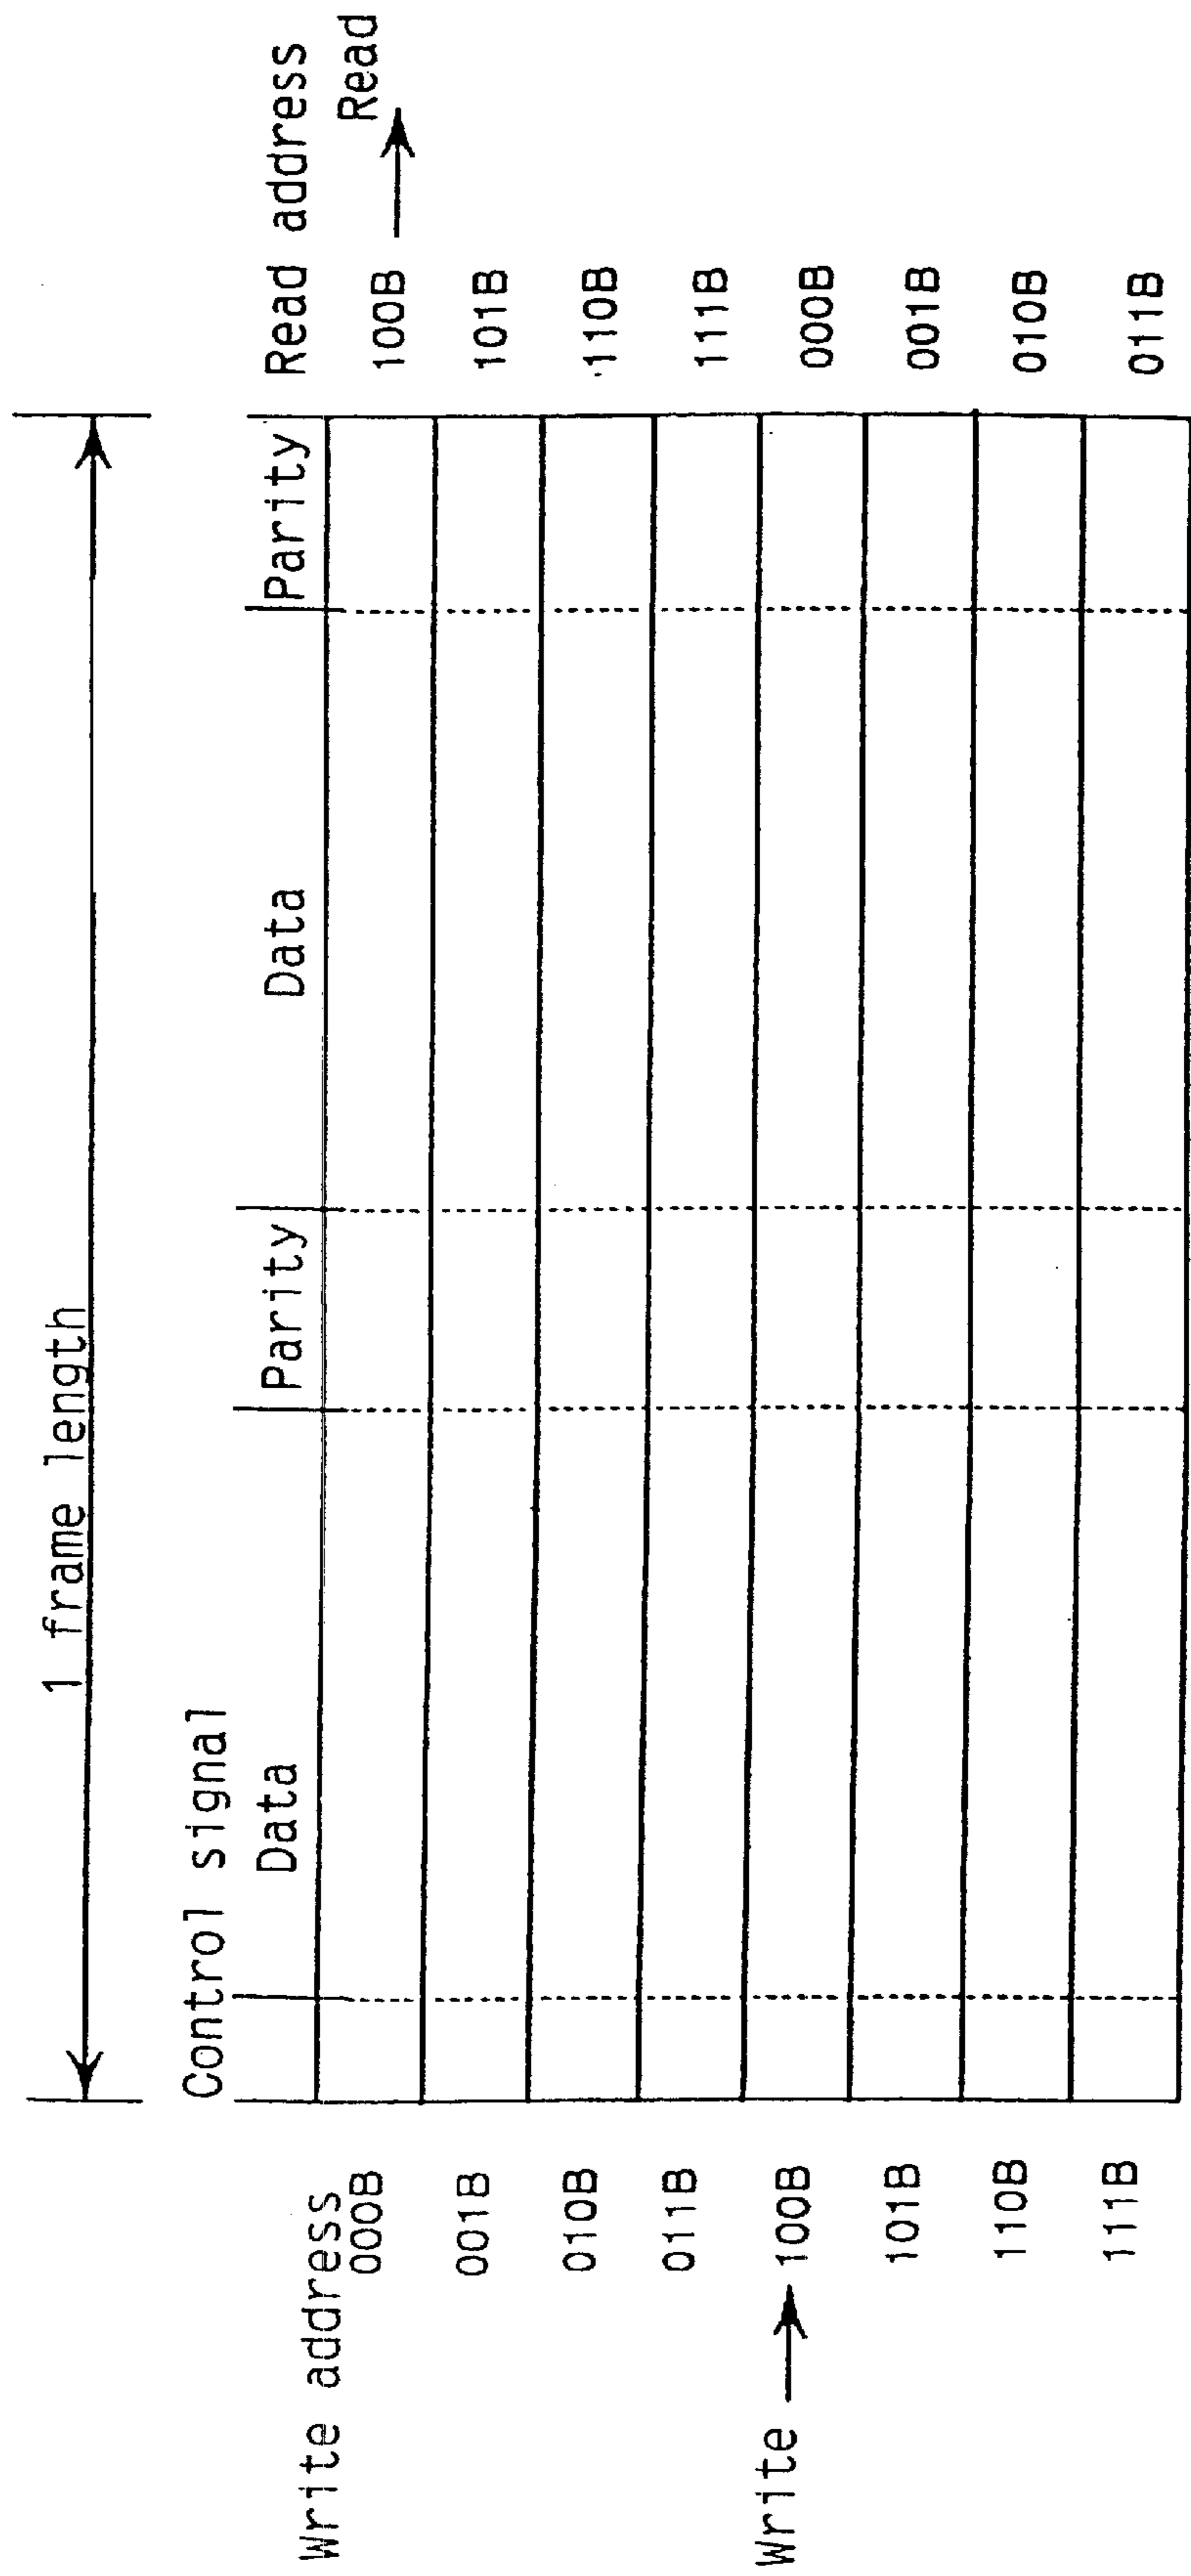 1 frame length
Control signal
Write address Data Parity Data Parity Read address
000B 100B Read
001B 101B
010B 110B
011B 111B
Write 100B 000B
101B 001B
110B 010B
111B 011B